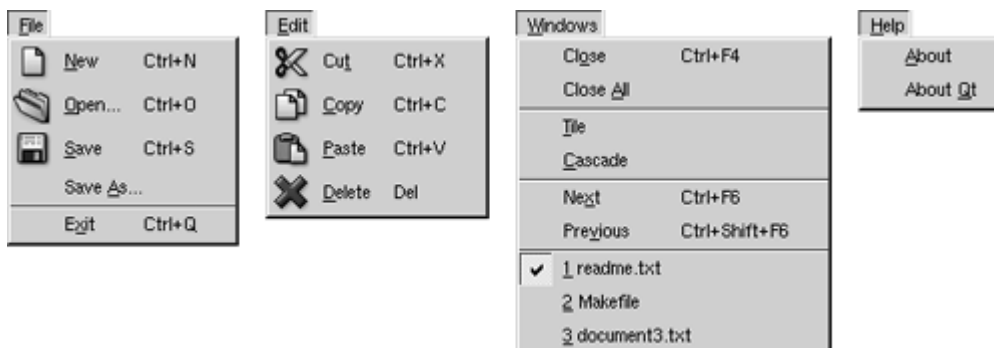 File
New Ctrl+N
Open... Ctrl+O
Save Ctrl+S
Save As...
Exit Ctrl+Q
Edit
Cut Ctrl+X
Copy Ctrl+C
Paste Ctrl+V
Delete Del
Windows
Close Ctrl+F4
Close All
Tile
Cascade
Next Ctrl+F6
Previous Ctrl+Shift+F6
1 readme.txt
2 Makefile
3 document3.txt
Help
About
About Qt